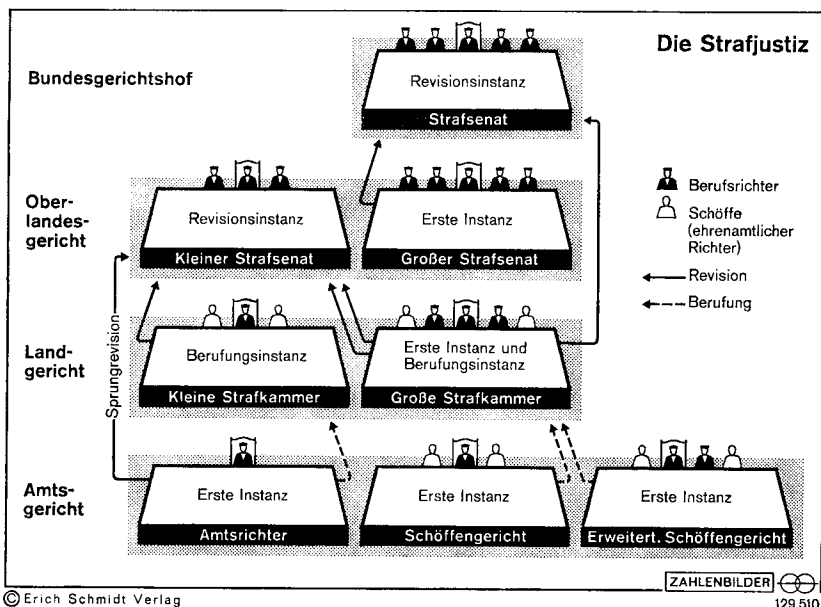 Die Strafjustiz
Bundesgerichtshof
Revisionsinstanz
Strafsenat
Ober-
landes-
gericht
Revisionsinstanz
Kleiner Strafsenat
Erste Instanz
Großer Strafsenat
Berufsrichter
Schöffe
(ehrenamtlicher
Richter)
Revision
Berufung
Sprungrevision
Land-
gericht
Berufungsinstanz
Kleine Strafkammer
Erste Instanz und
Berufungsinstanz
Große Strafkammer
Amts-
gericht
Erste Instanz
Amtsrichter
Erste Instanz
Schöffengericht
Erste Instanz
Erweitert. Schöffengericht
ZAHLENBILDER
© Erich Schmidt Verlag
129 510